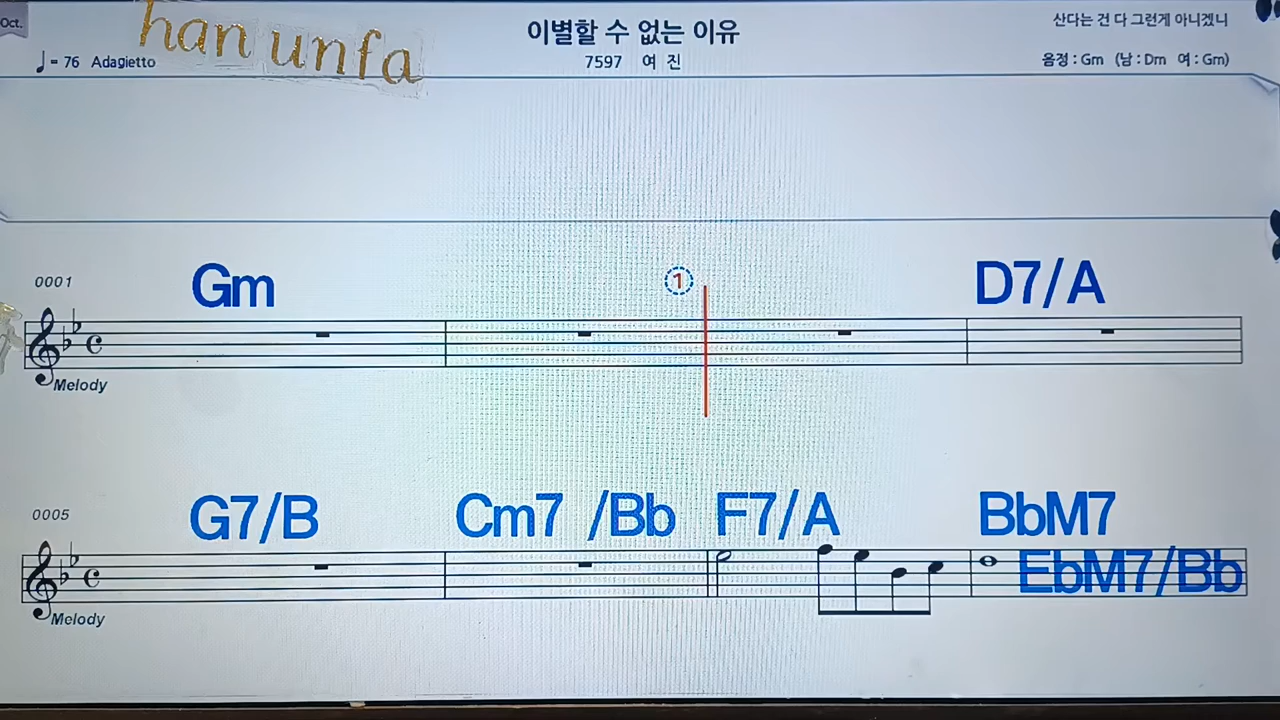 Oct.
han unfa
이별할 수 없는 이유
산다는 건 다 그런게 아니겠니
♩= 76 Adagietto
7597 여 진
음정 : Gm (남 : Dm 여 : Gm)
0001
Gm
1
D7/A
Melody
0005
G7/B
Cm7 /Bb
F7/A
BbM7
EbM7/Bb
Melody